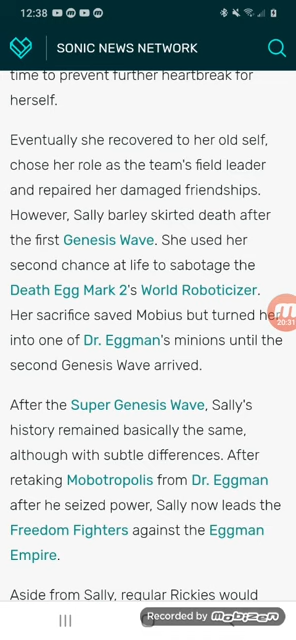 12:38
SONIC NEWS NETWORK
time to prevent further heartbreak for
herself.
Eventually she recovered to her old self,
chose her role as the team's field leader
and repaired her damaged friendships.
However, Sally barley skirted death after
the first Genesis Wave. She used her
second chance at life to sabotage the
Death Egg Mark 2's World Roboticizer.
Her sacrifice saved Mobius but turned her
into one of Dr. Eggman's minions until the
second Genesis Wave arrived.
20:31
After the Super Genesis Wave, Sally's
history remained basically the same,
although with subtle differences. After
retaking Mobotropolis from Dr. Eggman
after he seized power, Sally now leads the
Freedom Fighters against the Eggman
Empire.
Aside from Sally, regular Rickies would
Recorded by mobizen